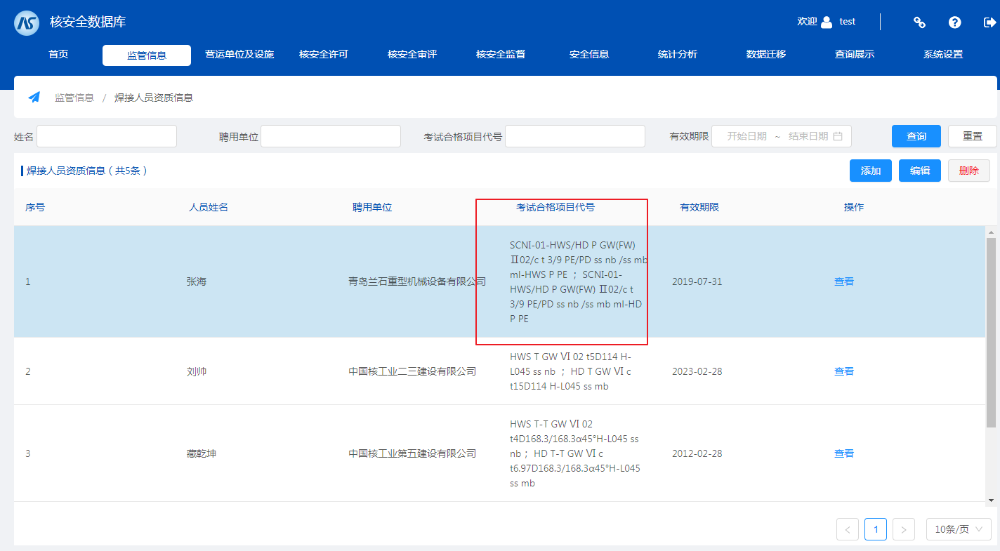 核安全数据库
欢迎 test
首页 监管信息 营运单位及设施 核安全许可 核安全审评 核安全监督 安全信息 统计分析 数据迁移 查询展示 系统设置
监管信息 / 焊接人员资质信息
姓名 聘用单位 考试合格项目代号 有效期限 开始日期 ~ 结束日期 查询 重置
焊接人员资质信息（共5条） 添加 编辑 删除
序号 人员姓名 聘用单位 考试合格项目代号 有效期限 操作
SCNI-01-HWS/HD P GW(FW)
Ⅱ02/c t 3/9 PE/PD ss nb /ss mb
ml-HWS P PE ； SCNI-01-
1 张海 青岛兰石重型机械设备有限公司 2019-07-31 查看
HWS/HD P GW(FW) Ⅱ02/c t
3/9 PE/PD ss nb /ss mb ml-HD
P PE
HWS T GW Ⅵ 02 t5D114 H-
2 刘帅 中国核工业二三建设有限公司 L045 ss nb ； HD T GW Ⅵ c 2023-02-28 查看
t15D114 H-L045 ss mb
HWS T-T GW Ⅵ 02
t4D168.3/168.3α45°H-L045 ss
3 藏乾坤 中国核工业第五建设有限公司 nb ； HD T-T GW Ⅵ c 2012-02-28 查看
t6.97D168.3/168.3α45°H-L045
ss mb
< 1 > 10条/页